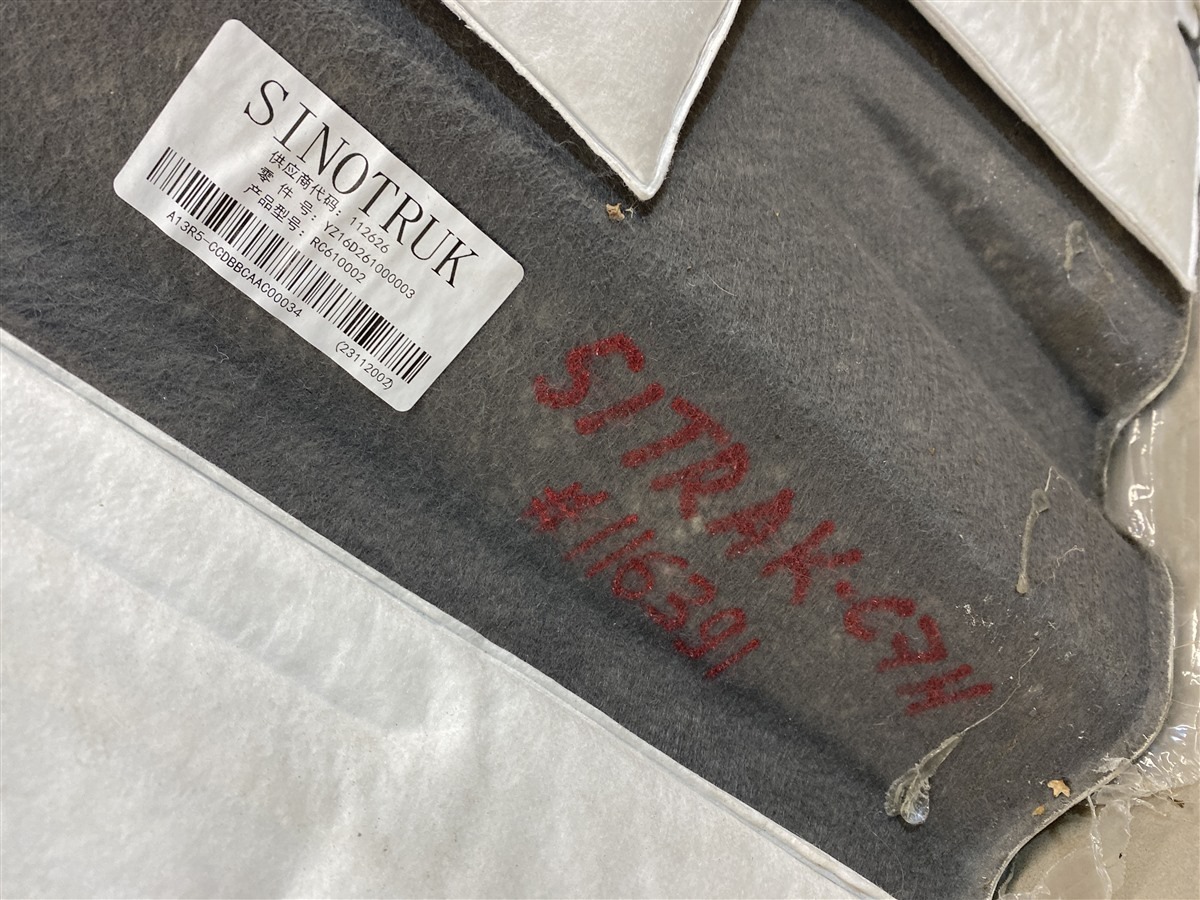 SINOTRUK
供应商代码: 112626
零 件 号: YZ16D261000003
产品型号: RC610002
A13R5-CCDBBCAAC00034
(23112002)
SITRAK-C7H
#116391